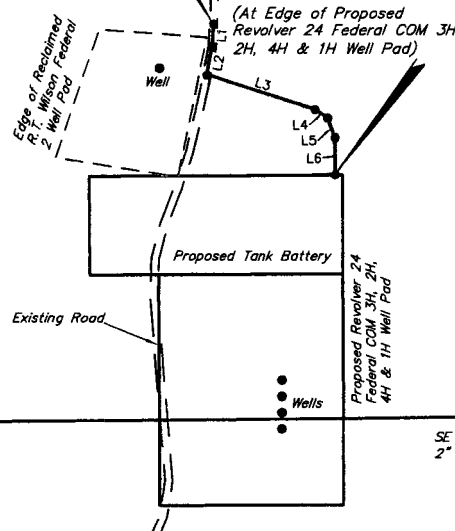 (At Edge of Proposed
Revolver 24 Federal COM 3H,
2H, 4H & 1H Well Pad)
Edge of Reclaimed
R.T. Wilson Federal
2 Well Pad
Well
L1
L2
L3
L4
L5
L6
Proposed Tank Battery
Existing Road
Proposed Revolver 24
Federal COM 3H, 2H,
4H & 1H Well Pad
Wells
SE
2"